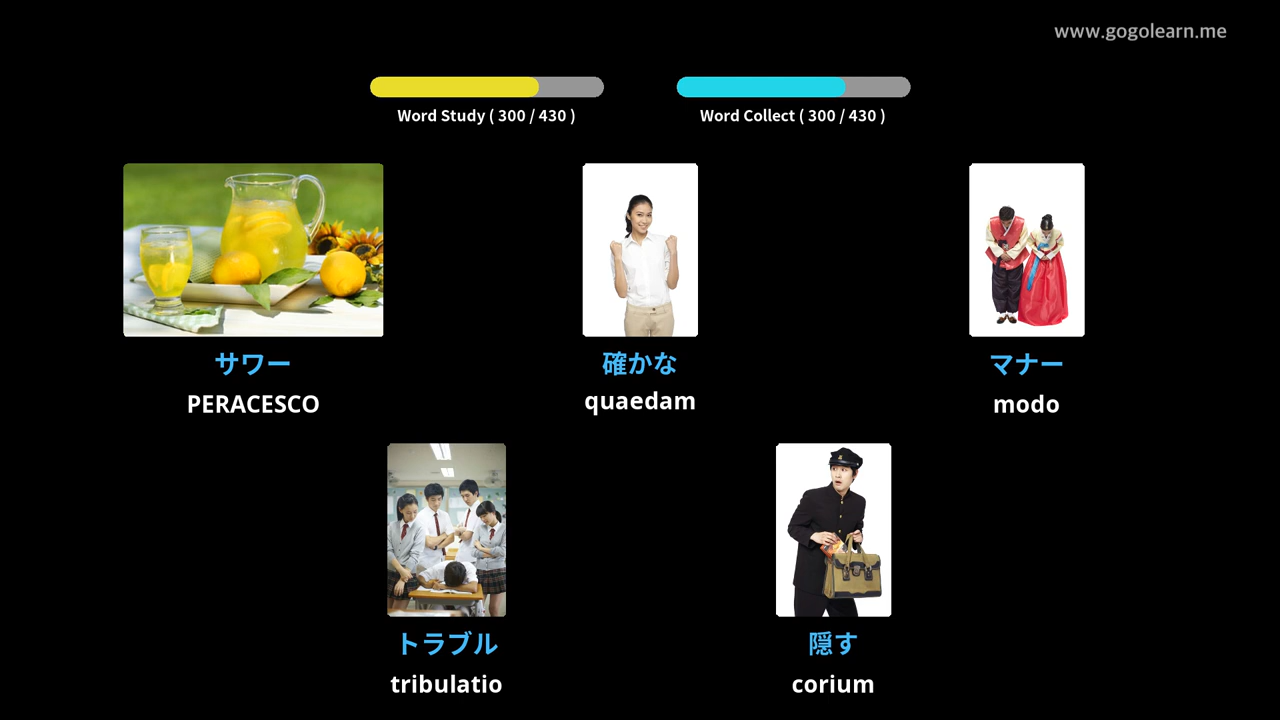 www.gogolearn.me
Word Study ( 300 / 430 )
Word Collect ( 300 / 430 )
サワー
PERACESCO
確かな
quaedam
マナー
modo
トラブル
tribulatio
隠す
corium